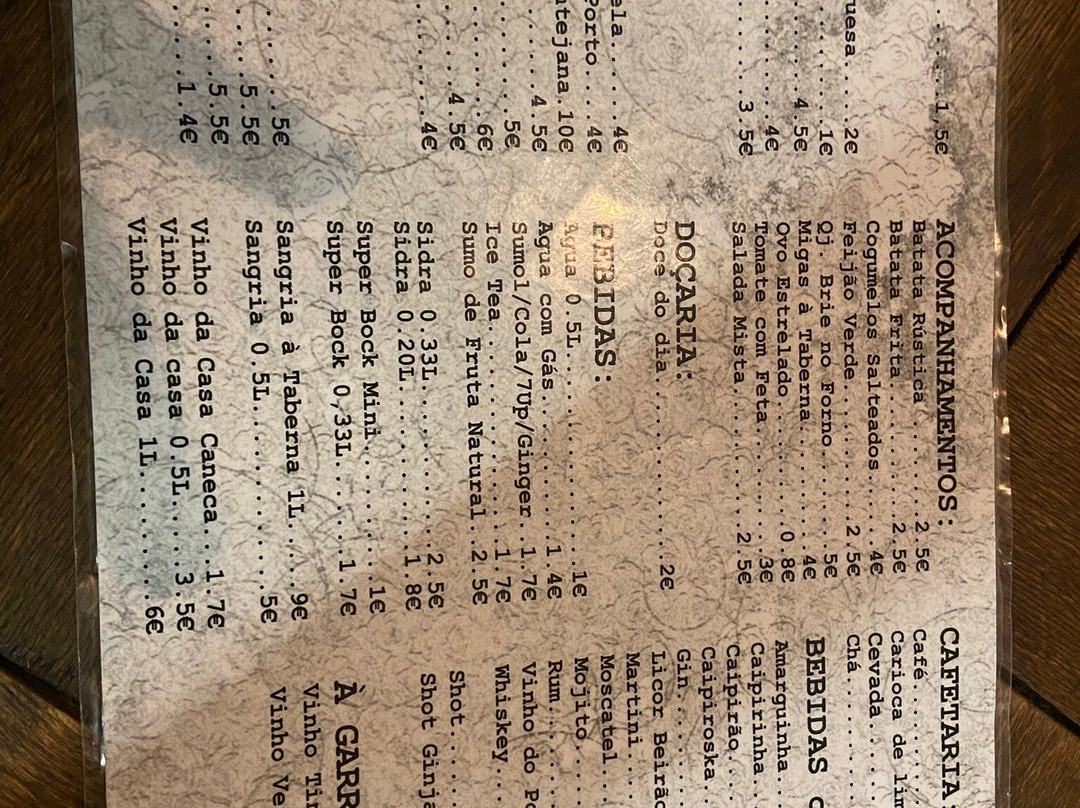 .....1,5€
uesa....2€
......1€
....4.5€
......4€
....3.5€
ela.....4€
Porto...4€
ntejana.10€
....4.5€
......5€
......6€
....4.5€
......4€
......5€
....5.5€
....5.5€
....1.4€
ACOMPANHAMENTOS:
Batata Rústica.......2.5€
Batata Frita.........2.5€
Cogumelos Salteados...4€
Feijão Verde.........2.5€
Qj. Brie no Forno.....5€
Migas à Taberna.......4€
Ovo Estrelado........0.8€
Tomate com Feta.......3€
Salada Mista.........2.5€
DOÇARIA:
Doce do dia...........2€
BEBIDAS:
Agua 0.5L.............1€
Agua com Gás.........1.4€
Sumol/Cola/7Up/Ginger.1.7€
Ice Tea..............1.7€
Sumo de Fruta Natural.2.5€
Sidra 0.33L..........2.5€
Sidra 0.20L..........1.8€
Super Bock Mini.......1€
Super Bock 0,33L.....1.7€
Sangria à Taberna 1L...9€
Sangria 0.5L..........5€
Vinho da Casa Caneca..1.7€
Vinho da casa 0.5L...3.5€
Vinho da Casa 1L......6€
CAFETARIA
Café.......
Carioca de lim
Cevada.....
Chá........
BEBIDAS
Amarguinha..
Caipirinha..
Caipirão...
Caipiroska..
Gin........
Licor Beirão
Martini....
Moscatel...
Mojito.....
Rum........
Vinho do Po
Whiskey....
Shot.......
Shot Ginja
À GARR
Vinho Tin
Vinho Ve